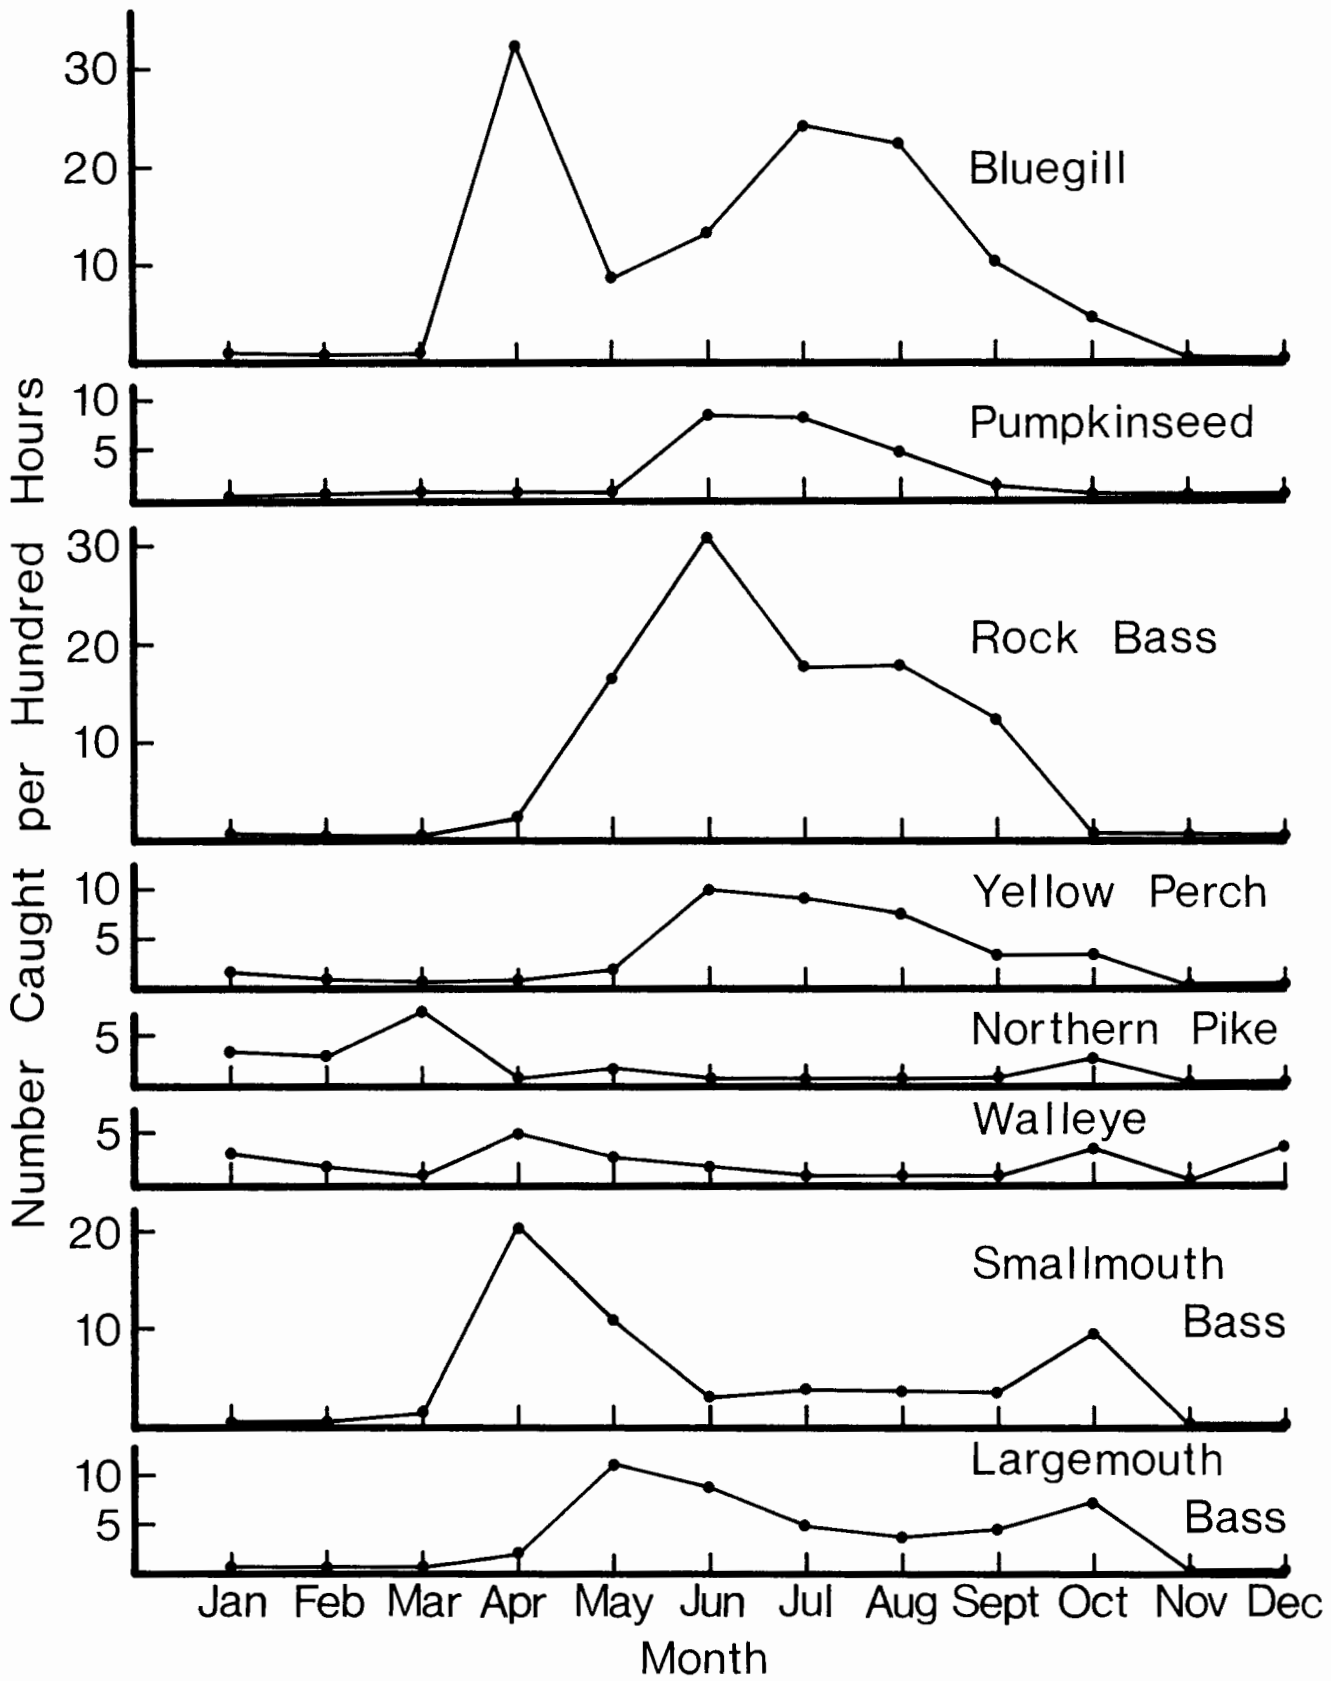 Number Caught per Hundred Hours
30
20
10
Bluegill
10
5
Pumpkinseed
30
20
10
Rock Bass
10
5
Yellow Perch
5
Northern Pike
5
Walleye
20
10
Smallmouth
Bass
10
5
Largemouth
Bass
Jan Feb Mar Apr May Jun Jul Aug Sept Oct Nov Dec
Month